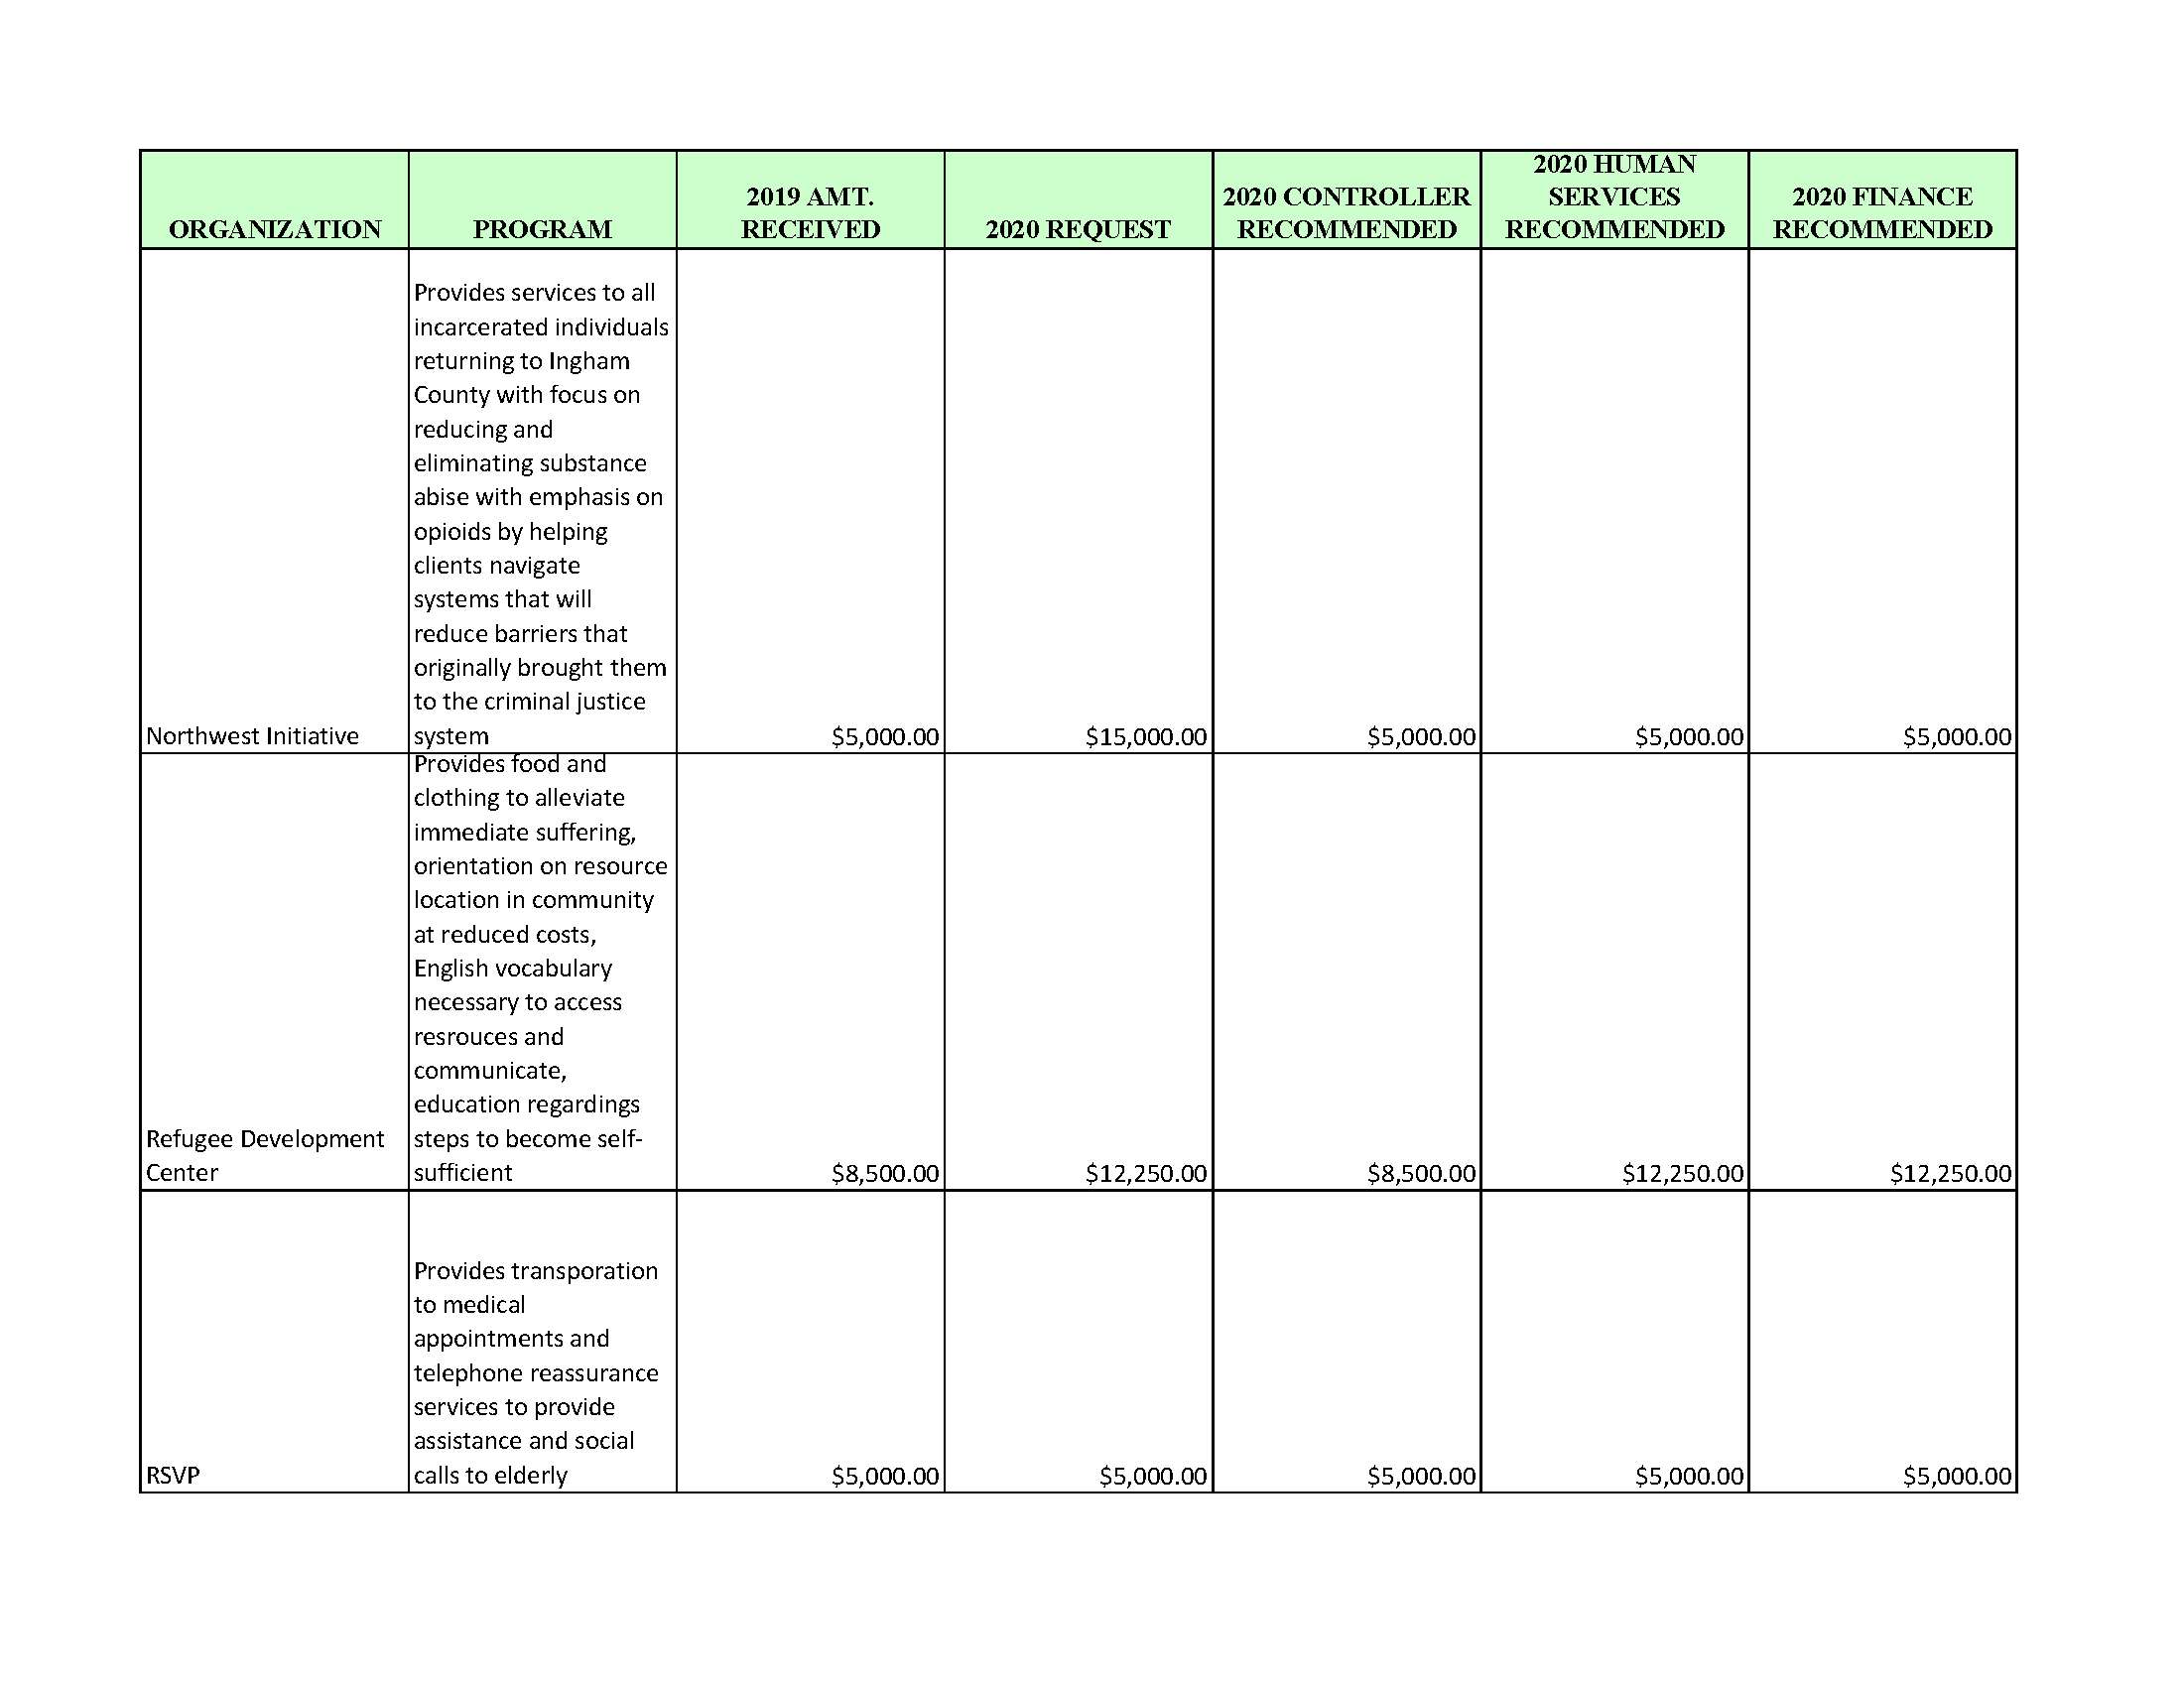 ORGANIZATION
PROGRAM
2019 AMT.
RECEIVED
2020 REQUEST
2020 CONTROLLER
RECOMMENDED
2020 HUMAN
SERVICES
RECOMMENDED
2020 FINANCE
RECOMMENDED
Northwest Initiative
Provides services to all
incarcerated individuals
returning to Ingham
County with focus on
reducing and
eliminating substance
abise with emphasis on
opioids by helping
clients navigate
systems that will
reduce barriers that
originally brought them
to the criminal justice
system
$5,000.00
$15,000.00
$5,000.00
$5,000.00
$5,000.00
Refugee Development
Center
Provides food and
clothing to alleviate
immediate suffering,
orientation on resource
location in community
at reduced costs,
English vocabulary
necessary to access
resrouces and
communicate,
education regardings
steps to become self-
sufficient
$8,500.00
$12,250.00
$8,500.00
$12,250.00
$12,250.00
RSVP
Provides transporation
to medical
appointments and
telephone reassurance
services to provide
assistance and social
calls to elderly
$5,000.00
$5,000.00
$5,000.00
$5,000.00
$5,000.00